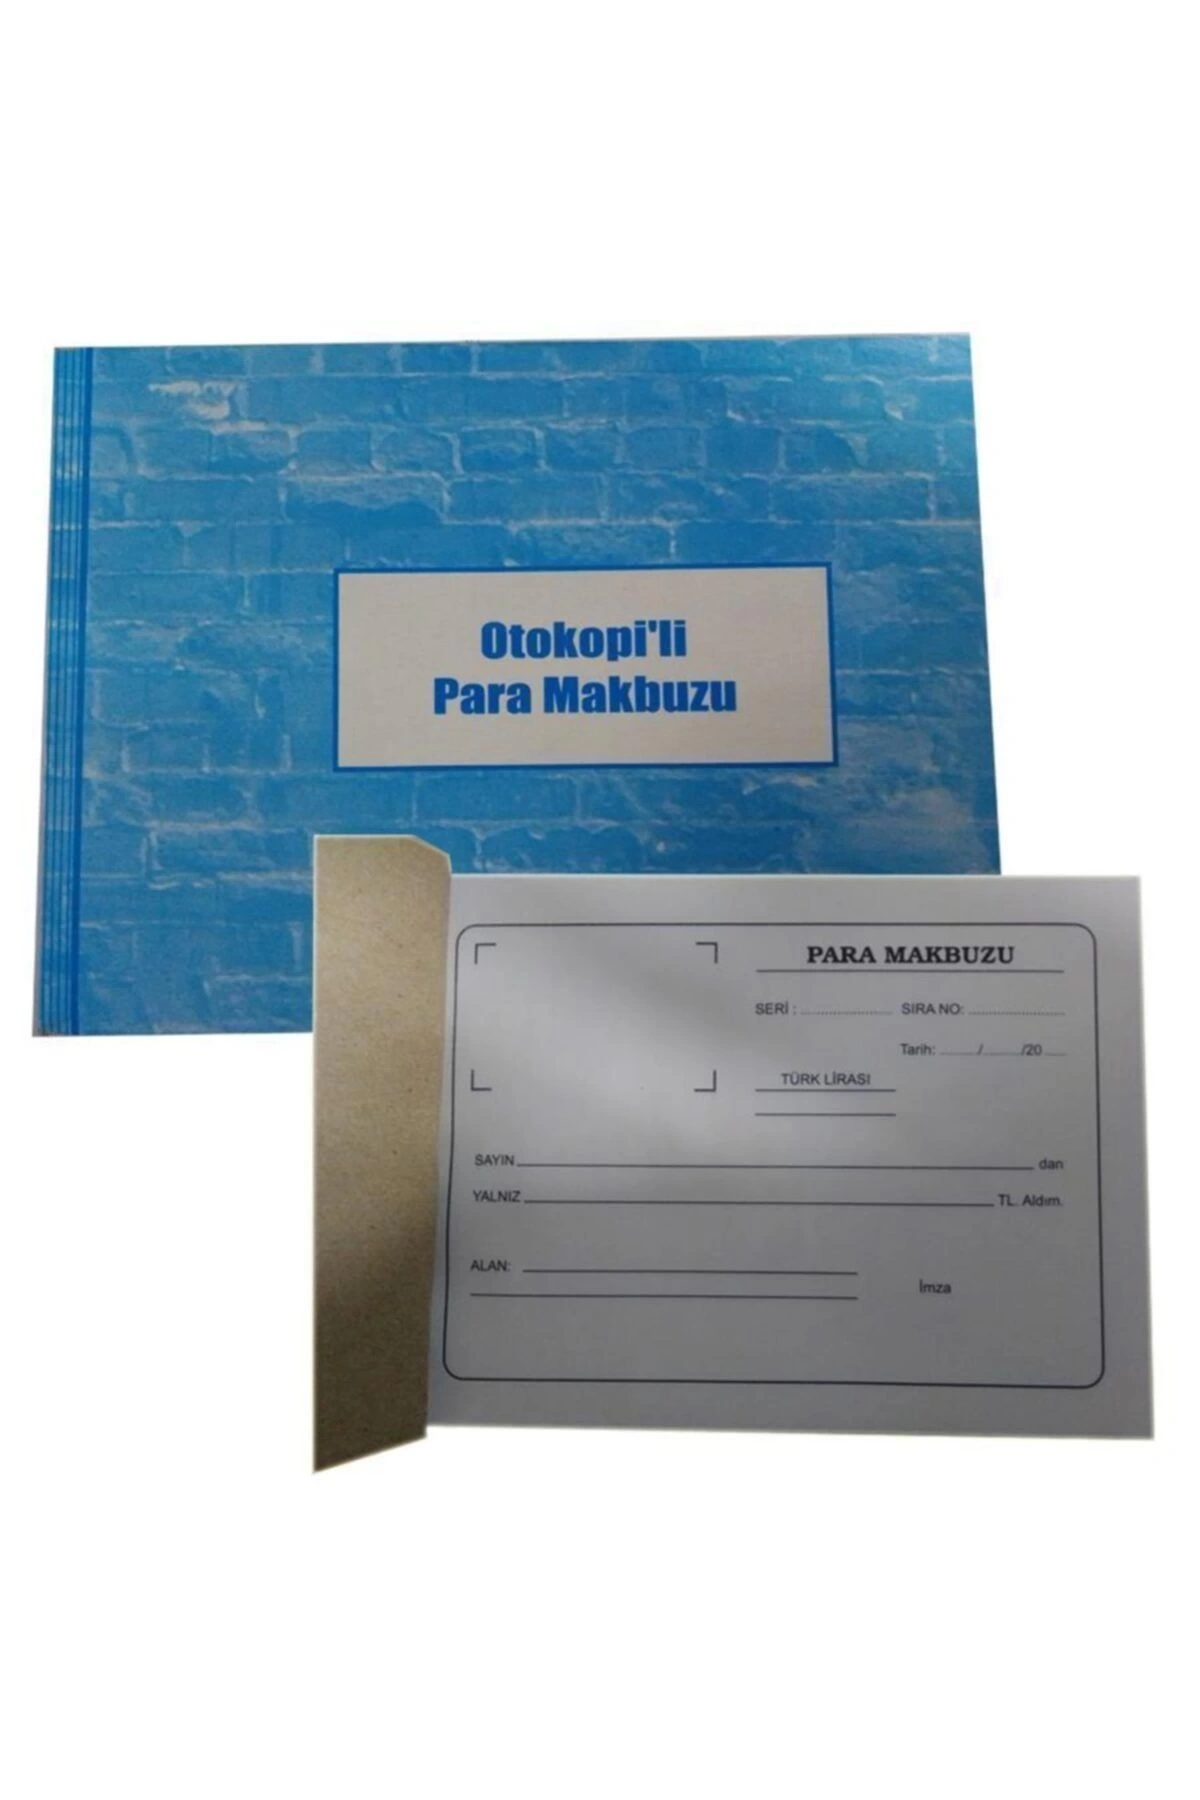 Otokopi'li
Para Makbuzu
PARA MAKBUZU
SERİ : ........................ SIRA NO: ........................
Tarih: ........./........./20.....
TÜRK LİRASI
SAYIN dan
YALNIZ TL. Aldım.
ALAN:
İmza